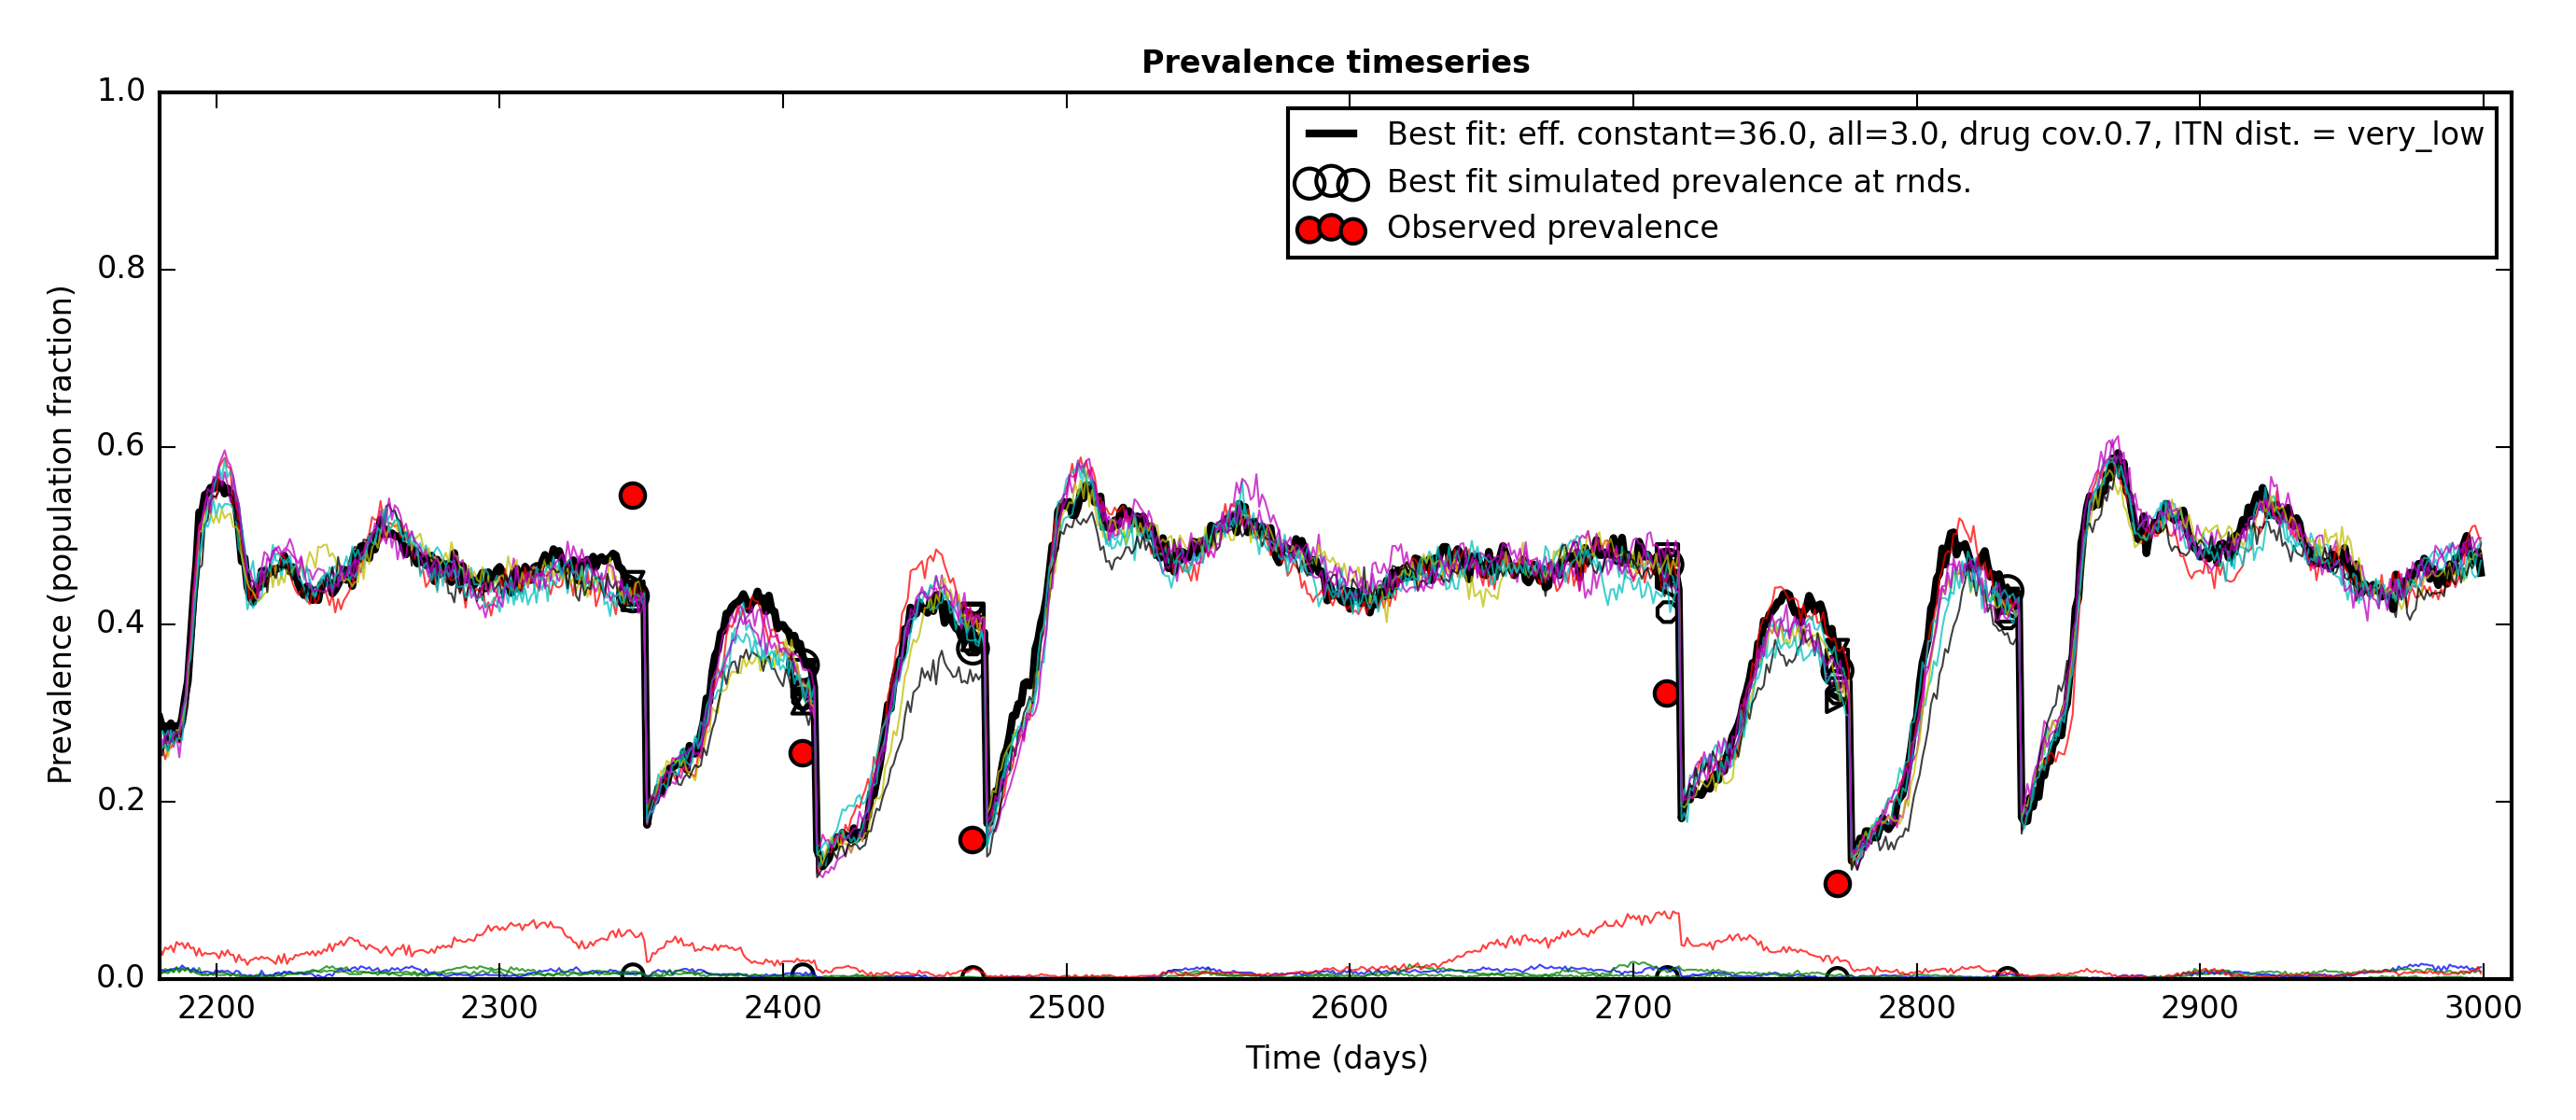 Prevalence timeseries
1.0
0.8
0.6
0.4
0.2
0.0
Prevalence (population fraction)
Best fit: eff. constant=36.0, all=3.0, drug cov.0.7, ITN dist. = very_low
Best fit simulated prevalence at rnds.
Observed prevalence
2200 2300 2400 2500 2600 2700 2800 2900 3000
Time (days)